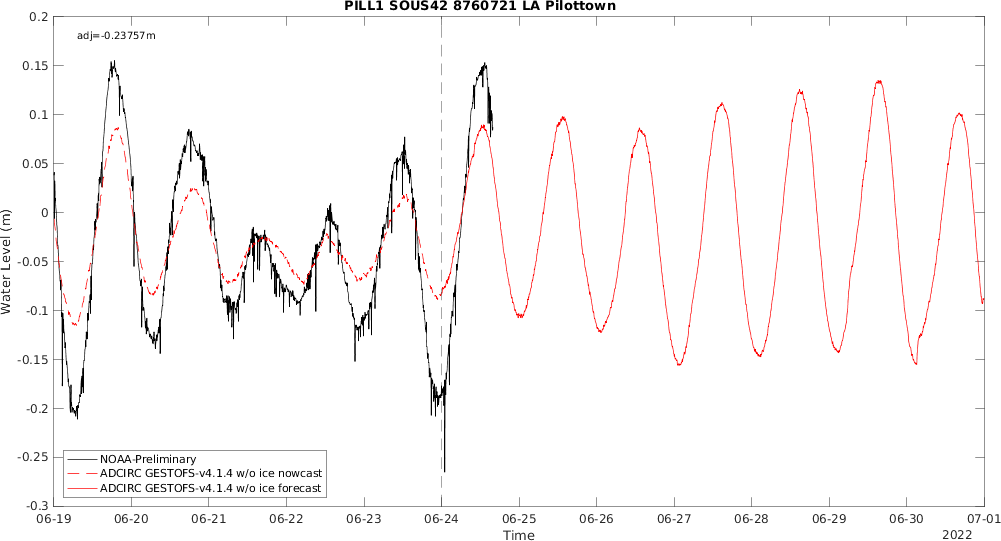 PILL1 SOUS42 8760721 LA Pilottown
adj=-0.23757m
0.2
0.15
0.1
0.05
0
-0.05
-0.1
-0.15
-0.2
-0.25
-0.3
Water Level (m)
NOAA-Preliminary
ADCIRC GESTOFS-v4.1.4 w/o ice nowcast
ADCIRC GESTOFS-v4.1.4 w/o ice forecast
06-19 06-20 06-21 06-22 06-23 06-24 06-25 06-26 06-27 06-28 06-29 06-30 07-01
Time
2022